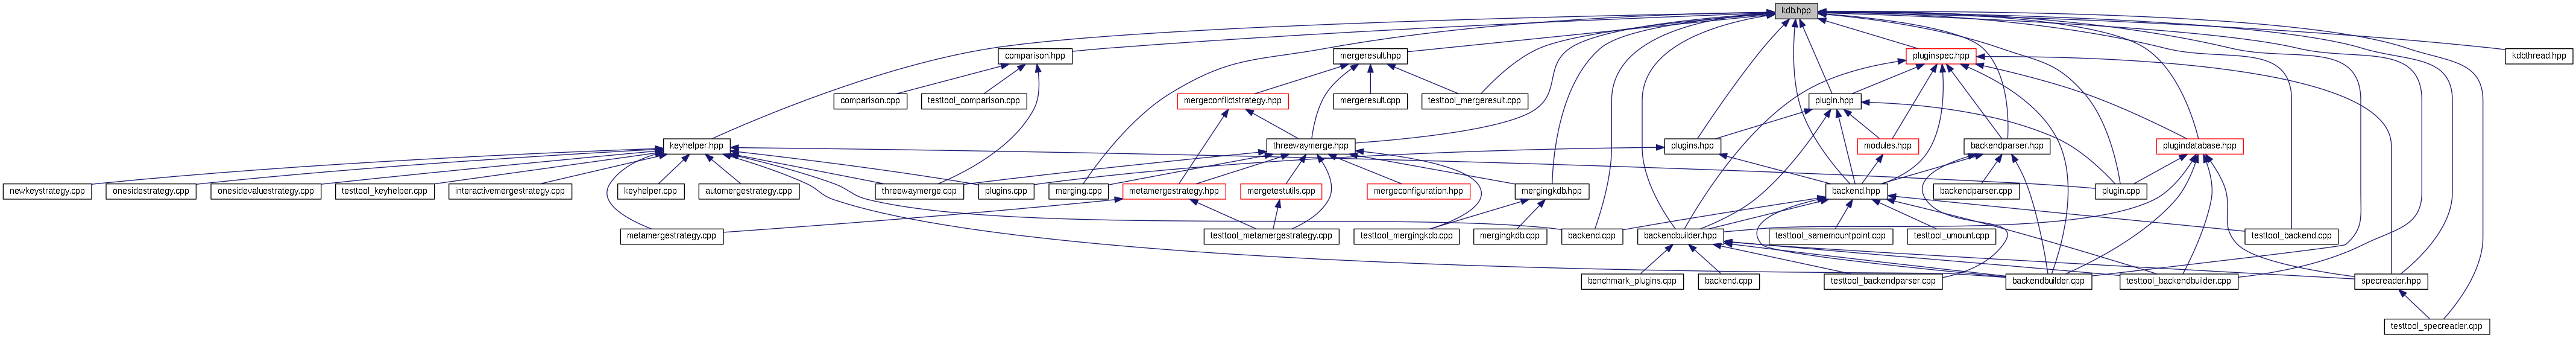 kdb.hpp
comparison.hpp
mergeresult.hpp
pluginspec.hpp
kdbthread.hpp
comparison.cpp
testtool_comparison.cpp
mergeconflictstrategy.hpp
mergeresult.cpp
testtool_mergeresult.cpp
plugin.hpp
keyhelper.hpp
threewaymerge.hpp
plugins.hpp
modules.hpp
backendparser.hpp
plugindatabase.hpp
newkeystrategy.cpp
onesidestrategy.cpp
onesidevaluestrategy.cpp
testtool_keyhelper.cpp
interactivemergestrategy.cpp
keyhelper.cpp
automergestrategy.cpp
threewaymerge.cpp
plugins.cpp
merging.cpp
metamergestrategy.hpp
mergetestutils.cpp
mergeconfiguration.hpp
mergingkdb.hpp
backend.hpp
backendparser.cpp
plugin.cpp
metamergestrategy.cpp
testtool_metamergestrategy.cpp
testtool_mergingkdb.cpp
mergingkdb.cpp
backend.cpp
backendbuilder.hpp
testtool_samemountpoint.cpp
testtool_umount.cpp
testtool_backend.cpp
benchmark_plugins.cpp
backend.cpp
testtool_backendparser.cpp
backendbuilder.cpp
testtool_backendbuilder.cpp
specreader.hpp
testtool_specreader.cpp